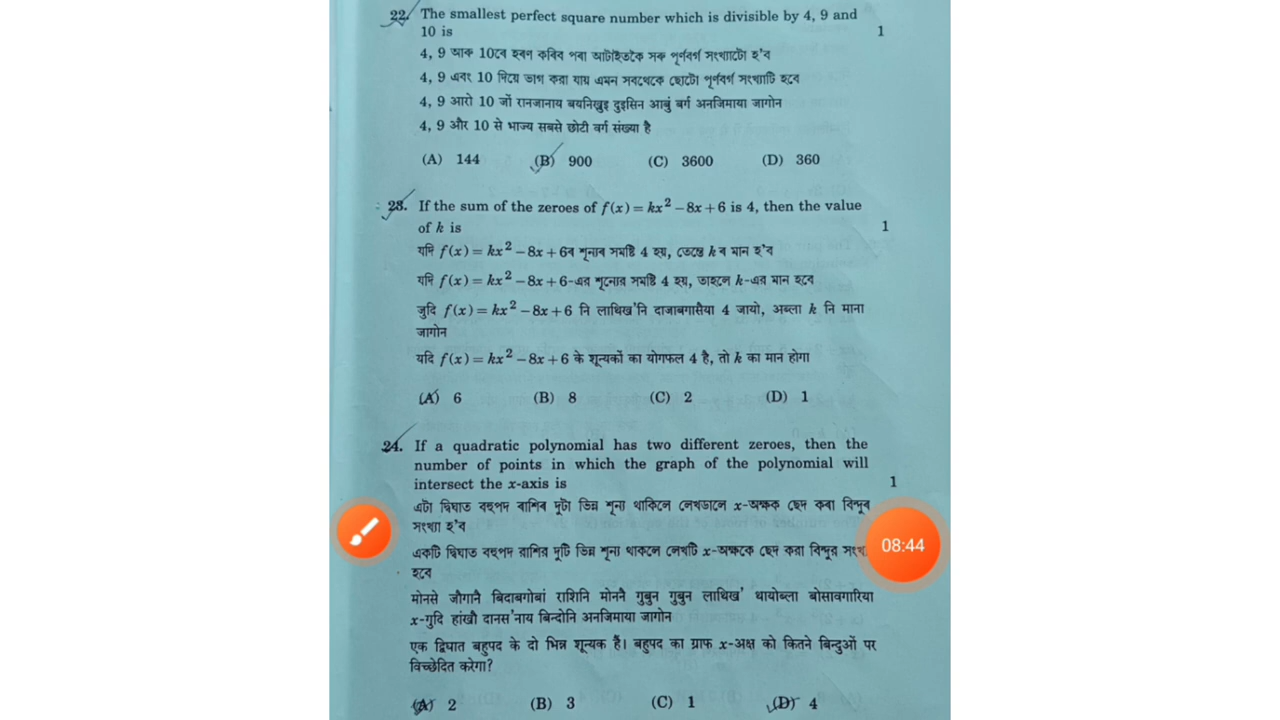 22. The smallest perfect square number which is divisible by 4, 9 and
10 is 1
4, 9 আৰু 10ৰে হৰণ কৰিব পৰা আটাইতকৈ সৰু পূৰ্ণবৰ্গ সংখ্যাটো হ'ব
4, 9 এবং 10 দিয়ে ভাগ করা যায় এমন সবথেকে ছোটো পূর্ণবর্গ সংখ্যাটি হবে
4, 9 आरो 10 जों रानजानाय बयनिखुइ दुइसिन आबुं बर्ग अनजिमाया जागोन
4, 9 और 10 से भाज्य सबसे छोटी वर्ग संख्या है
(A) 144 (B) 900 (C) 3600 (D) 360
23. If the sum of the zeroes of f(x) = kx² – 8x + 6 is 4, then the value
of k is 1
যদি f(x) = kx² – 8x + 6ৰ শূন্যৰ সমষ্টি 4 হয়, তেন্তে k ৰ মান হ'ব
যদি f(x) = kx² – 8x + 6-এর শূন্যের সমষ্টি 4 হয়, তাহলে k-এর মান হবে
जुदि f(x) = kx² – 8x + 6 नि लाथिख'नि दाजाबगासैया 4 जायो, अब्ला k नि माना
जागोन
यदि f(x) = kx² – 8x + 6 के शून्यकों का योगफल 4 है, तो k का मान होगा
(A) 6 (B) 8 (C) 2 (D) 1
24. If a quadratic polynomial has two different zeroes, then the
number of points in which the graph of the polynomial will
intersect the x-axis is 1
এটা দ্বিঘাত বহুপদ ৰাশিৰ দুটা ভিন্ন শূন্য থাকিলে লেখডালে x-অক্ষক ছেদ কৰা বিন্দুৰ
সংখ্যা হ'ব
একটি দ্বিঘাত বহুপদ রাশির দুটি ভিন্ন শূন্য থাকলে লেখটি x-অক্ষকে ছেদ করা বিন্দুর
হবে
मोनसे जौगानै बिदाबगोबां राशिनि मोननै गुबुन गुबुन लाथिख' थायोब्ला बोसावगारिया
x-गुदि हांखौ दानस'नाय बिन्दोनि अनजिमाया जागोन
एक द्विघात बहुपद के दो भिन्न शून्यक हैं। बहुपद का ग्राफ x-अक्ष को कितने बिन्दुओं पर
विच्छेदित करेगा?
(A) 2 (B) 3 (C) 1 (D) 4
08:44